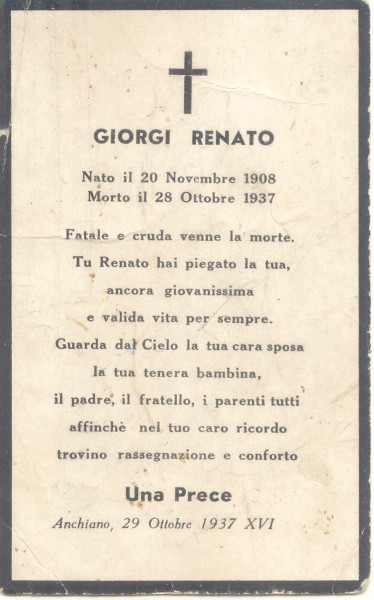 GIORGI RENATO
Nato il 20 Novembre 1908
Morto il 28 Ottobre 1937
Fatale e cruda venne la morte.
Tu Renato hai piegato la tua,
ancora giovanissima
e valida vita per sempre.
Guarda dal Cielo la tua cara sposa
la tua tenera bambina,
il padre, il fratello, i parenti tutti
affinchè nel tuo caro ricordo
trovino rassegnazione e conforto
Una Prece
Anchiano, 29 Ottobre 1937 XVI